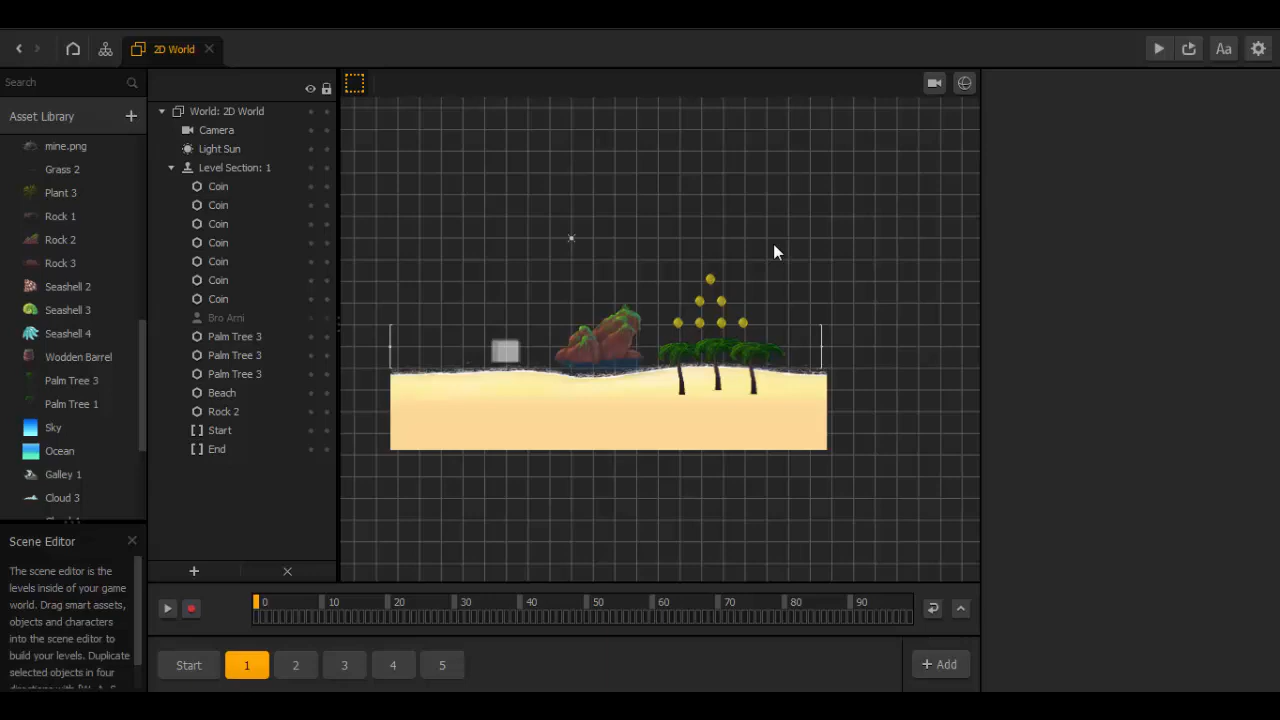 2D World
Aa
Search
Asset Library
mine.png
Grass 2
Plant 3
Rock 1
Rock 2
Rock 3
Seashell 2
Seashell 3
Seashell 4
Wodden Barrel
Palm Tree 3
Palm Tree 1
Sky
Ocean
Galley 1
Cloud 3
World: 2D World
Camera
Light Sun
Level Section: 1
Coin
Coin
Coin
Coin
Coin
Coin
Coin
Bro Arni
Palm Tree 3
Palm Tree 3
Palm Tree 3
Beach
Rock 2
Start
End
Scene Editor
The scene editor is the
levels inside of your game
world. Drag smart assets,
objects and characters
into the scene editor to
build your levels. Duplicate
selected objects in four
0 10 20 30 40 50 60 70 80 90
Start 1 2 3 4 5
+ Add